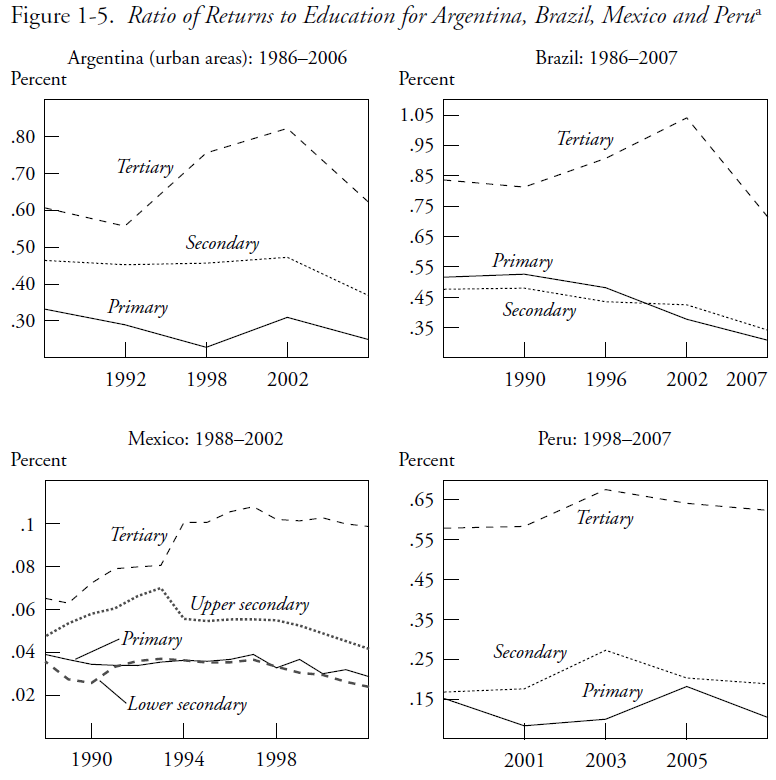 Figure 1-5. Ratio of Returns to Education for Argentina, Brazil, Mexico and Peruᵃ
Argentina (urban areas): 1986–2006
Percent
.80
.70
.60
.50
.40
.30
Tertiary
Secondary
Primary
1992 1998 2002
Brazil: 1986–2007
Percent
1.05
.95
.85
.75
.65
.55
.45
.35
Tertiary
Primary
Secondary
1990 1996 2002 2007
Mexico: 1988–2002
Percent
.1
.08
.06
.04
.02
Tertiary
Upper secondary
Primary
Lower secondary
1990 1994 1998
Peru: 1998–2007
Percent
.65
.55
.45
.35
.25
.15
Tertiary
Secondary
Primary
2001 2003 2005